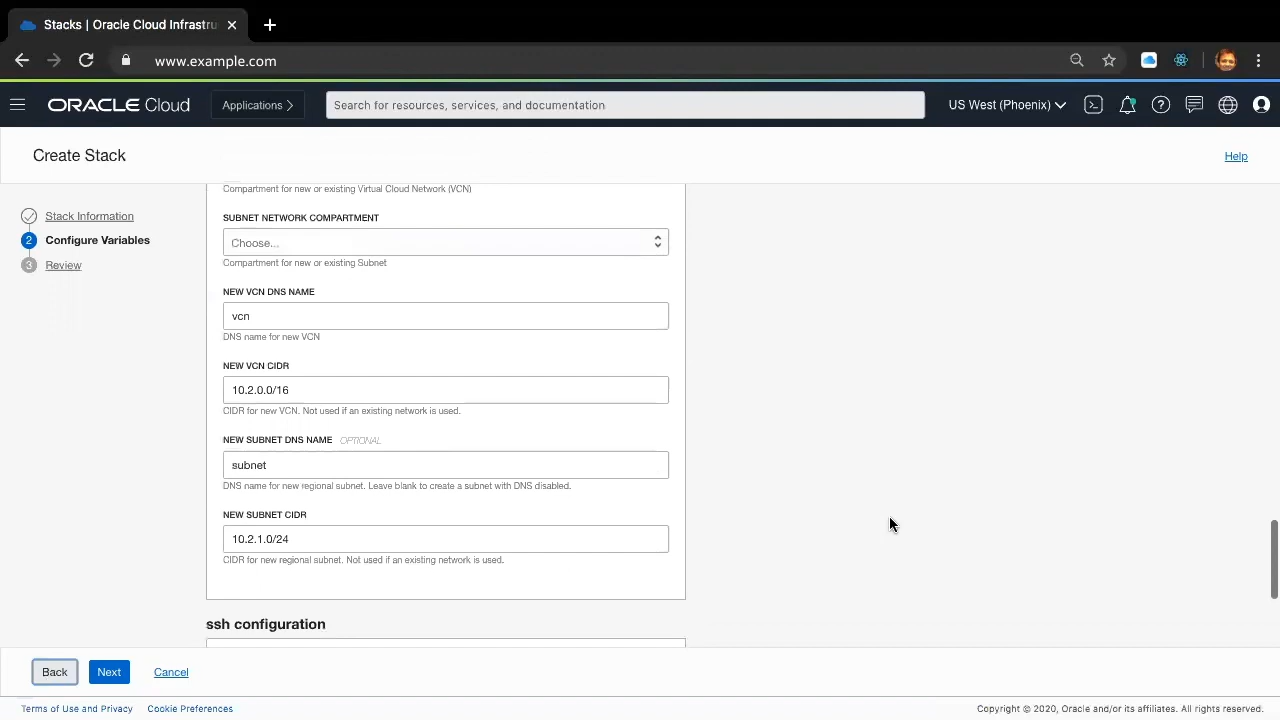 Stacks | Oracle Cloud Infrastru
www.example.com
ORACLE Cloud
Applications
Search for resources, services, and documentation
US West (Phoenix)
Create Stack
Help
Stack Information
2 Configure Variables
3 Review
Compartment for new or existing Virtual Cloud Network (VCN)
SUBNET NETWORK COMPARTMENT
Choose...
Compartment for new or existing Subnet
NEW VCN DNS NAME
vcn
DNS name for new VCN
NEW VCN CIDR
10.2.0.0/16
CIDR for new VCN. Not used if an existing network is used.
NEW SUBNET DNS NAME OPTIONAL
subnet
DNS name for new regional subnet. Leave blank to create a subnet with DNS disabled.
NEW SUBNET CIDR
10.2.1.0/24
CIDR for new regional subnet. Not used if an existing network is used.
ssh configuration
Back
Next
Cancel
Terms of Use and Privacy
Cookie Preferences
Copyright © 2020, Oracle and/or its affiliates. All rights reserved.